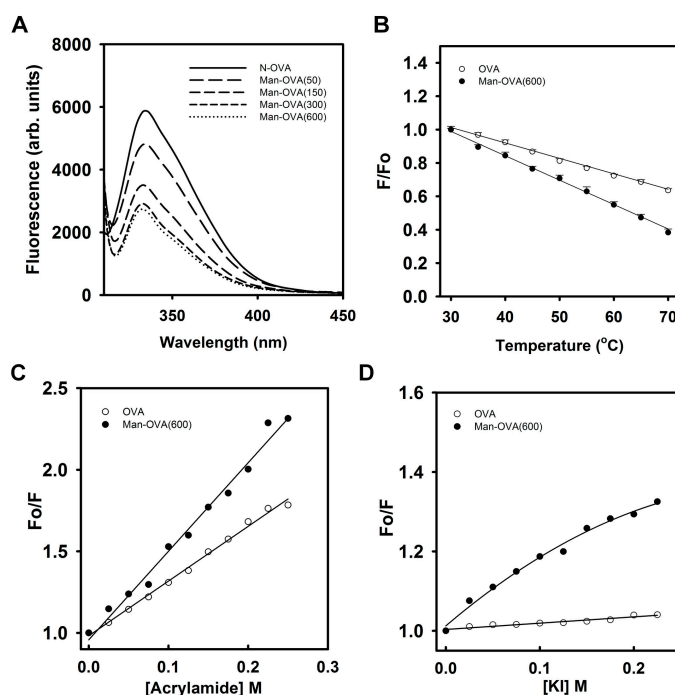 A
8000
6000
4000
2000
0
Fluorescence (arb. units)
N-OVA
Man-OVA(50)
Man-OVA(150)
Man-OVA(300)
Man-OVA(600)
350
400
450
Wavelength (nm)
B
1.4
1.2
1.0
0.8
0.6
0.4
0.2
0.0
F/Fo
OVA
Man-OVA(600)
30
40
50
60
70
Temperature (°C)
C
2.5
2.0
1.5
1.0
Fo/F
OVA
Man-OVA(600)
0.0
0.1
0.2
0.3
[Acrylamide] M
D
1.6
1.4
1.2
1.0
Fo/F
OVA
Man-OVA(600)
0.0
0.1
0.2
[KI] M